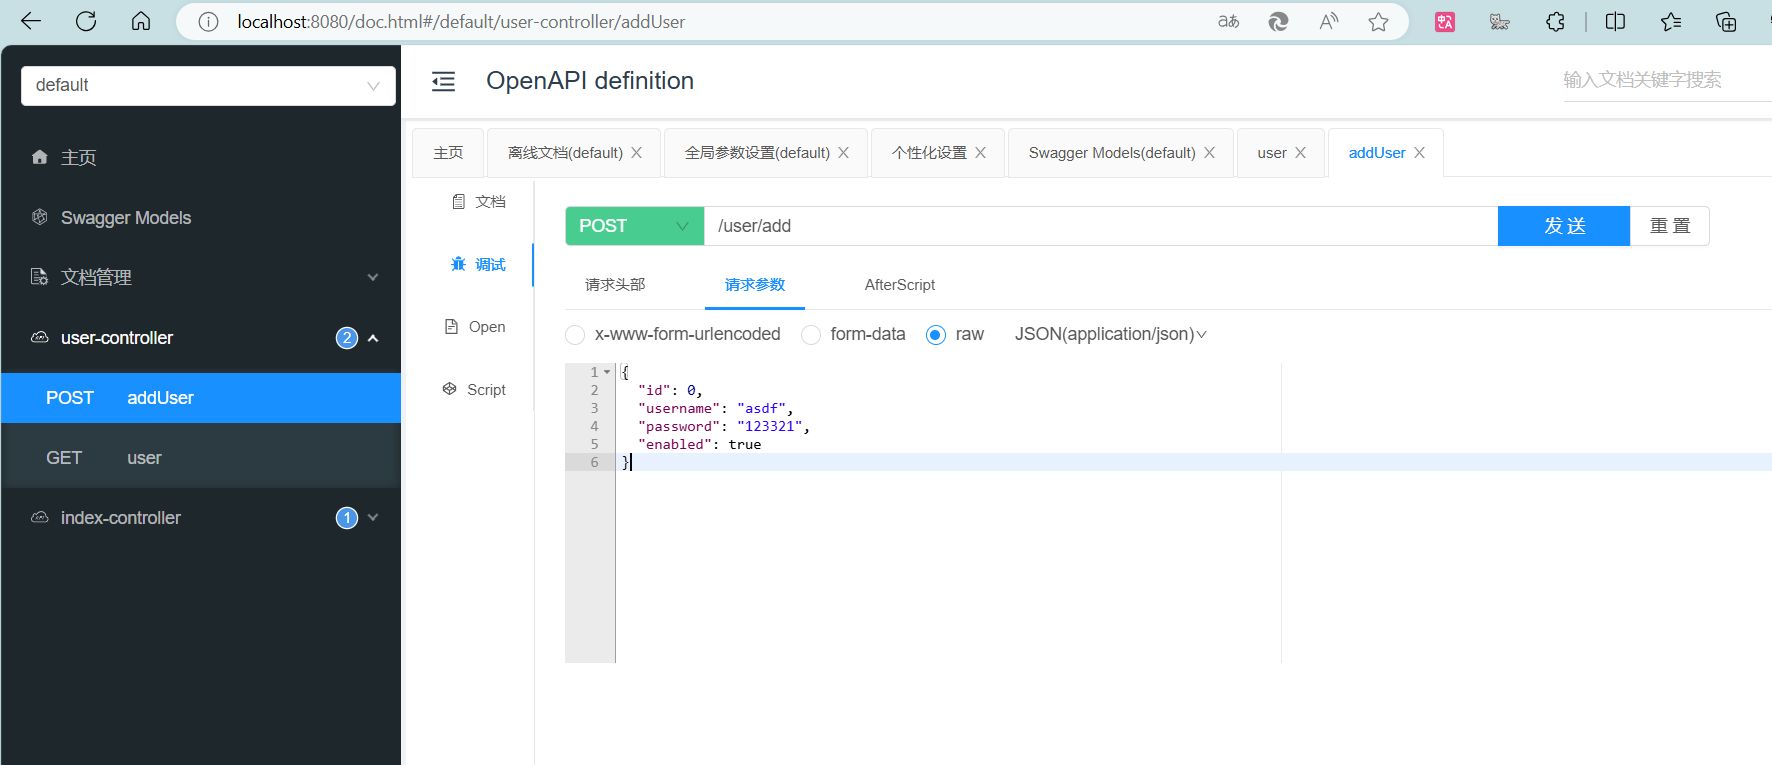 localhost:8080/doc.html#/default/user-controller/addUser
default
OpenAPI definition
输入文档关键字搜索
主页
Swagger Models
文档管理
user-controller 2
POST addUser
GET user
index-controller 1
主页 离线文档(default) 全局参数设置(default) 个性化设置 Swagger Models(default) user addUser
文档
调试
Open
Script
POST /user/add 发 送 重 置
请求头部 请求参数 AfterScript
x-www-form-urlencoded form-data raw JSON(application/json)
1 {
2 "id": 0,
3 "username": "asdf",
4 "password": "123321",
5 "enabled": true
6 }